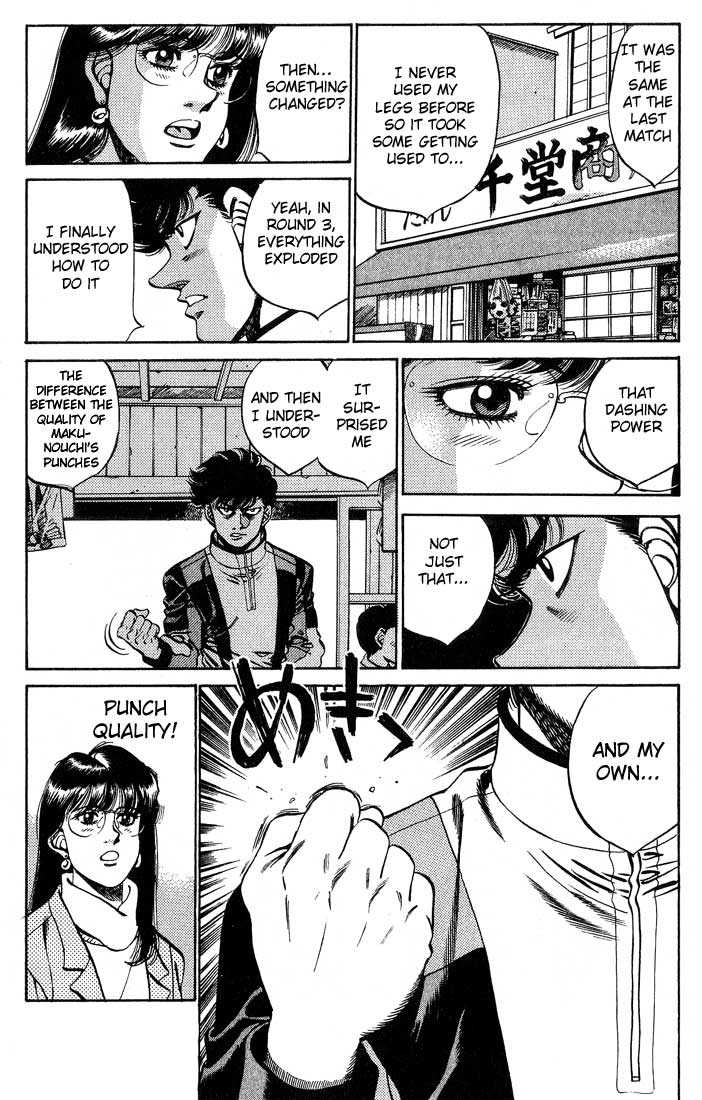 IT WAS
THE
SAME
AT THE
LAST
MATCH
I NEVER
USED MY
LEGS BEFORE
SO IT TOOK
SOME GETTING
USED TO...
千堂商
THEN...
SOMETHING
CHANGED?
YEAH, IN
ROUND 3,
EVERYTHING
EXPLODED
I FINALLY
UNDERSTOOD
HOW TO
DO IT
THAT
DASHING
POWER
NOT
JUST
THAT...
IT
SUR-
PRISED
ME
AND THEN
I UNDER-
STOOD
THE
DIFFERENCE
BETWEEN THE
QUALITY OF
MAKU-
NOUCHI'S
PUNCHES
AND MY
OWN...
めきっ
PUNCH
QUALITY!